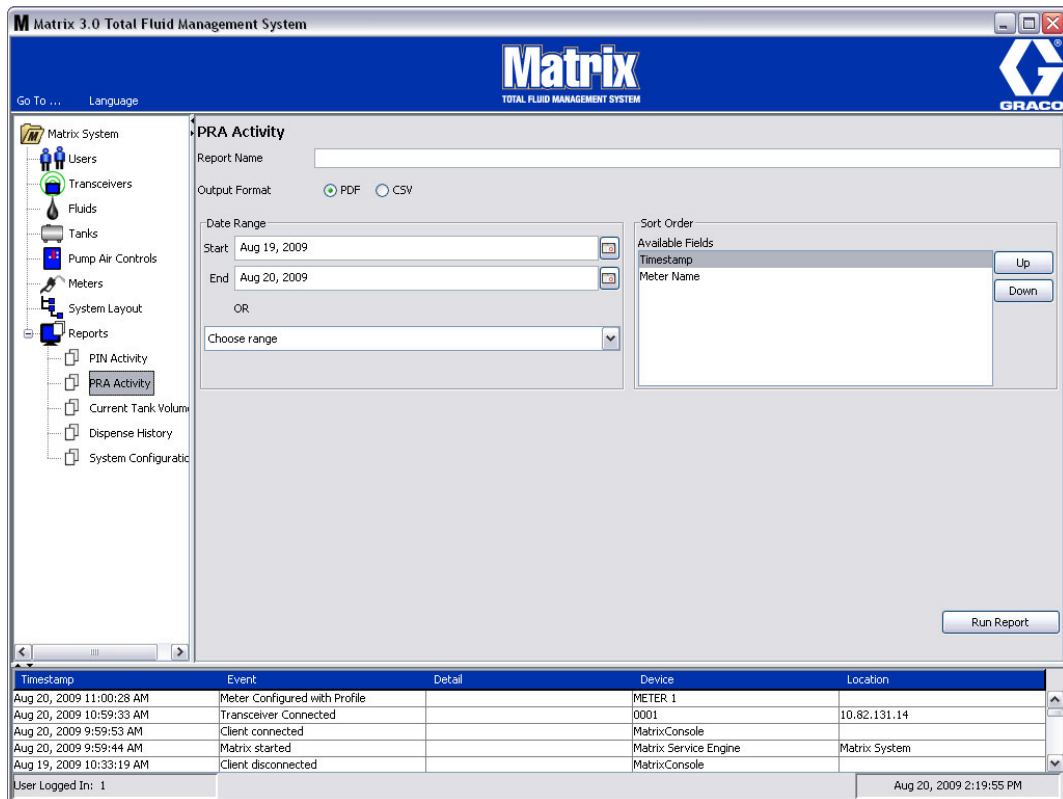 Matrix 3.0 Total Fluid Management System
Matrix
TOTAL FLUID MANAGEMENT SYSTEM
GRACO
Go To ... Language
Matrix System
Users
Transceivers
Fluids
Tanks
Pump Air Controls
Meters
System Layout
Reports
PIN Activity
PRA Activity
Current Tank Volum
Dispense History
System Configuratio
PRA Activity
Report Name
Output Format PDF CSV
Date Range
Start Aug 19, 2009
End Aug 20, 2009
OR
Choose range
Sort Order
Available Fields
Timestamp
Meter Name
Up
Down
Run Report
Timestamp Event Detail Device Location
Aug 20, 2009 11:00:28 AM Meter Configured with Profile METER 1
Aug 20, 2009 10:59:33 AM Transceiver Connected 0001 10.82.131.14
Aug 20, 2009 9:59:53 AM Client connected MatrixConsole
Aug 20, 2009 9:59:44 AM Matrix started Matrix Service Engine Matrix System
Aug 19, 2009 10:33:19 AM Client disconnected MatrixConsole
User Logged In: 1 Aug 20, 2009 2:19:55 PM